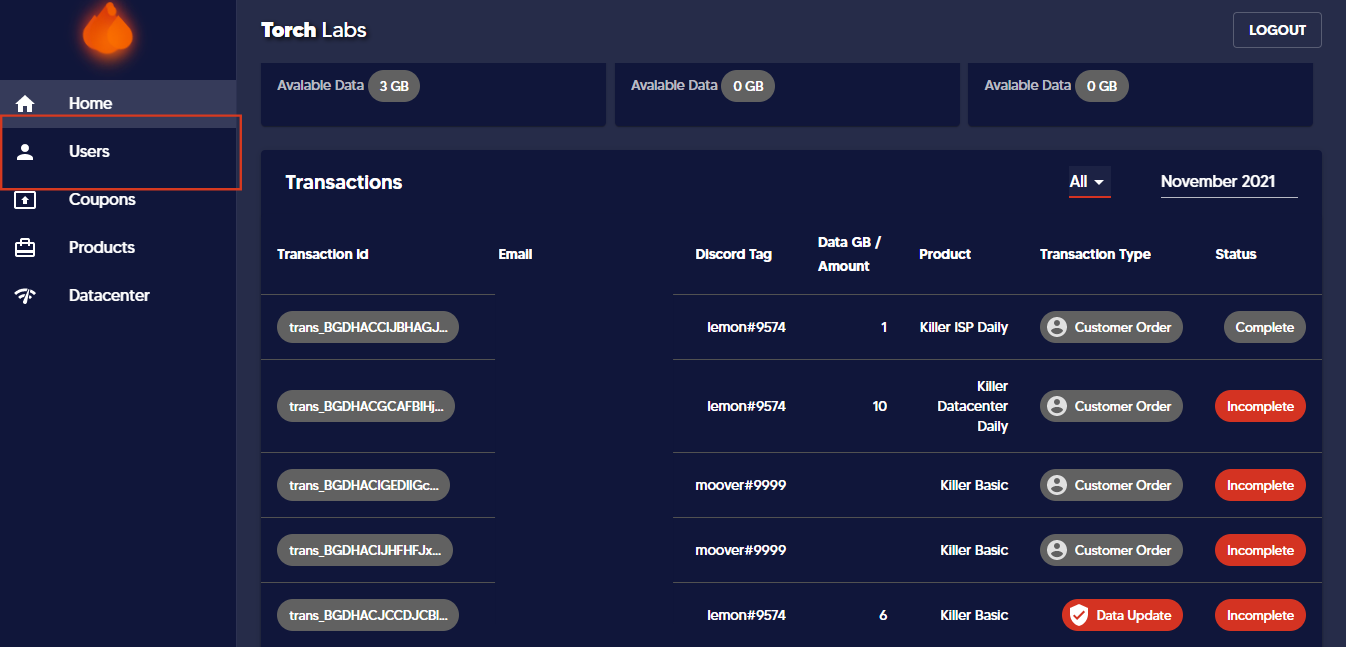 Torch Labs
LOGOUT
Home
Users
Coupons
Products
Datacenter
Avalable Data 3 GB
Avalable Data 0 GB
Avalable Data 0 GB
Transactions
All
November 2021
Transaction Id
Email
Discord Tag
Data GB /
Amount
Product
Transaction Type
Status
trans_BGDHACCIJBHAGJ...
lemon#9574
1
Killer ISP Daily
Customer Order
Complete
trans_BGDHACGCAFBIHj...
lemon#9574
10
Killer
Datacenter
Daily
Customer Order
Incomplete
trans_BGDHACIGEDIIGc...
moover#9999
Killer Basic
Customer Order
Incomplete
trans_BGDHACIJHFHFJx...
moover#9999
Killer Basic
Customer Order
Incomplete
trans_BGDHACJCCDJCBI...
lemon#9574
6
Killer Basic
Data Update
Incomplete